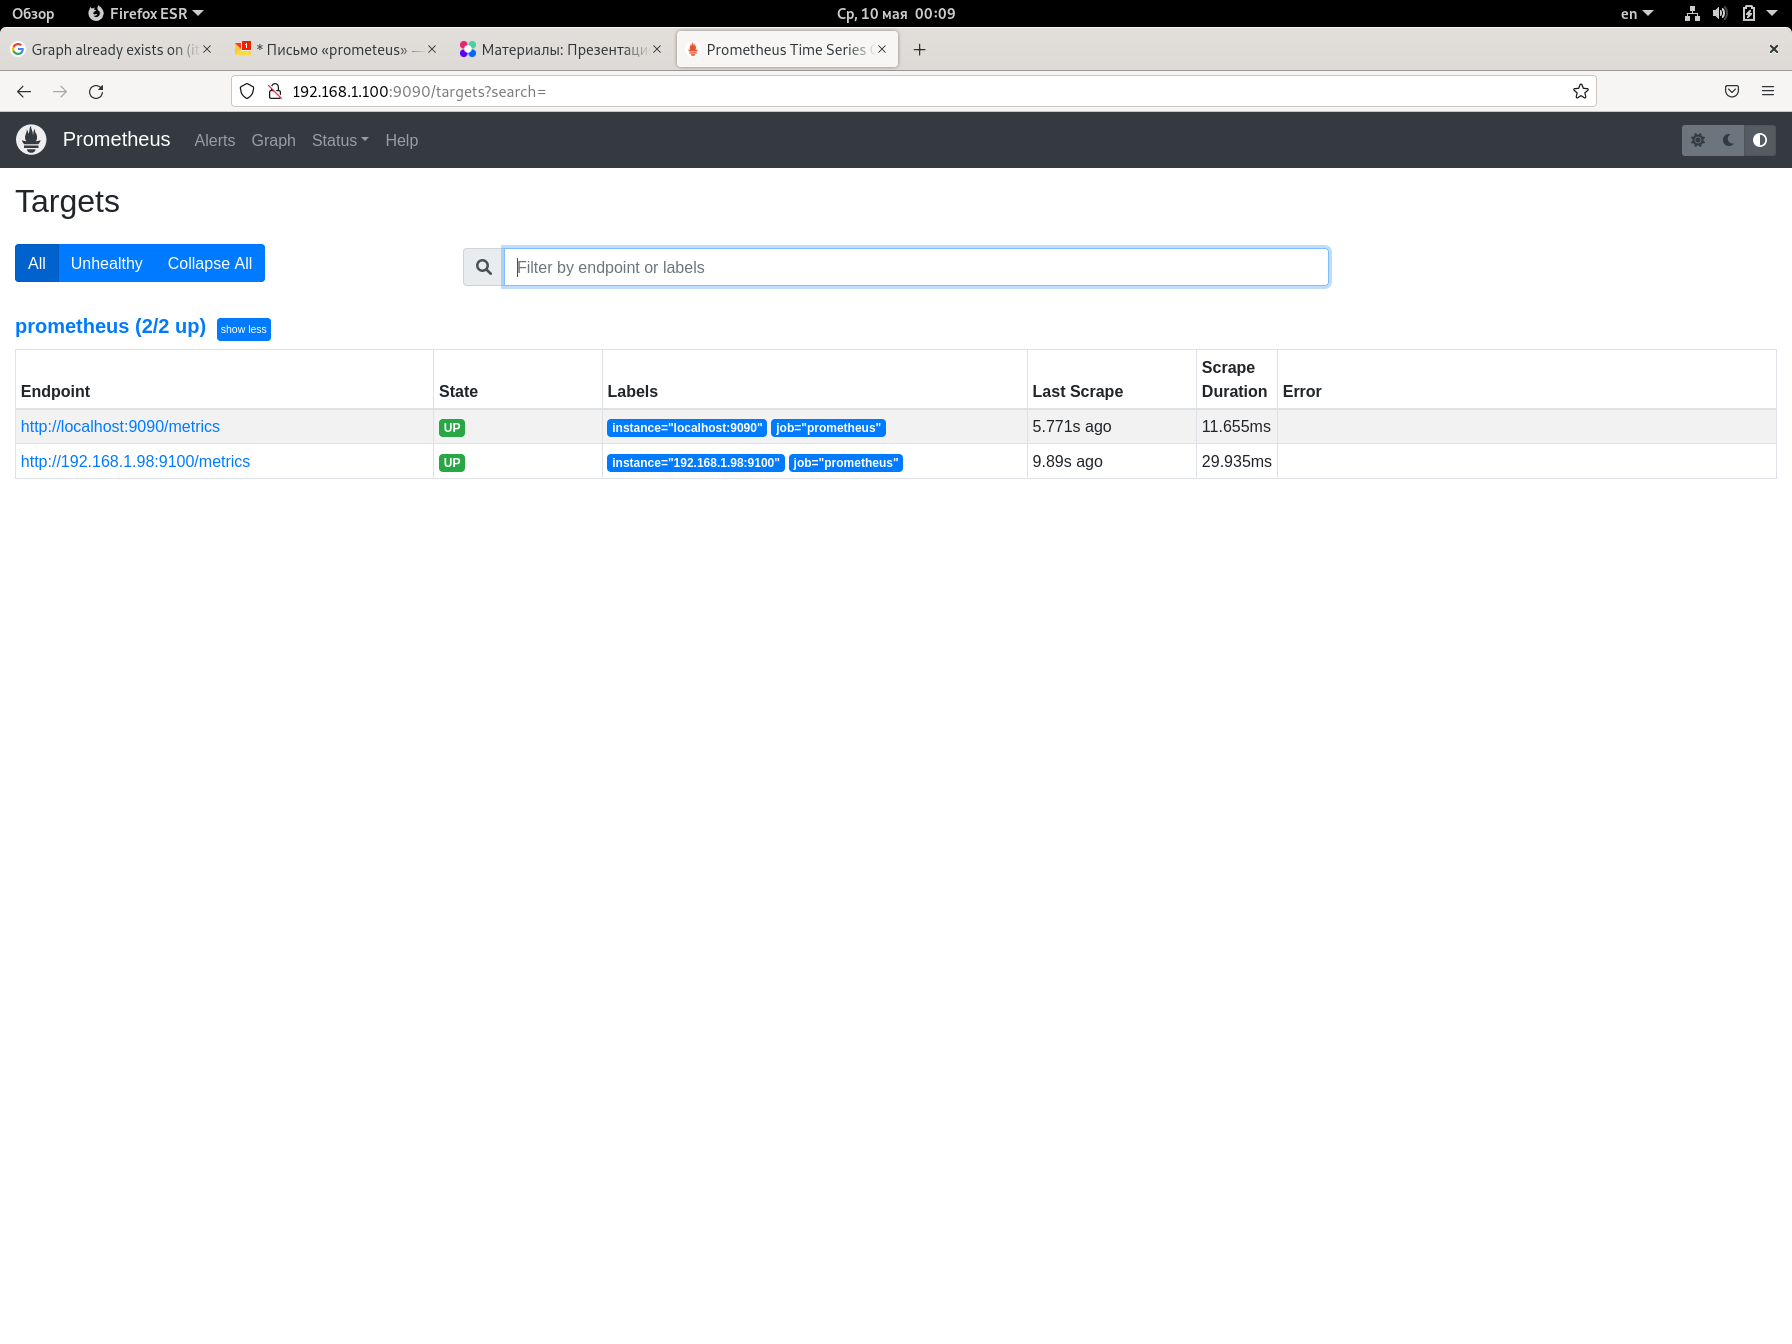 Обзор Firefox ESR Ср, 10 мая 00:09 en
Graph already exists on (it * Письмо «prometeus» — Материалы: Презентаци Prometheus Time Series
192.168.1.100:9090/targets?search=
Prometheus Alerts Graph Status Help
Targets
All Unhealthy Collapse All Filter by endpoint or labels
prometheus (2/2 up) show less
Endpoint State Labels Last Scrape Scrape Duration Error
http://localhost:9090/metrics UP instance="localhost:9090" job="prometheus" 5.771s ago 11.655ms
http://192.168.1.98:9100/metrics UP instance="192.168.1.98:9100" job="prometheus" 9.89s ago 29.935ms